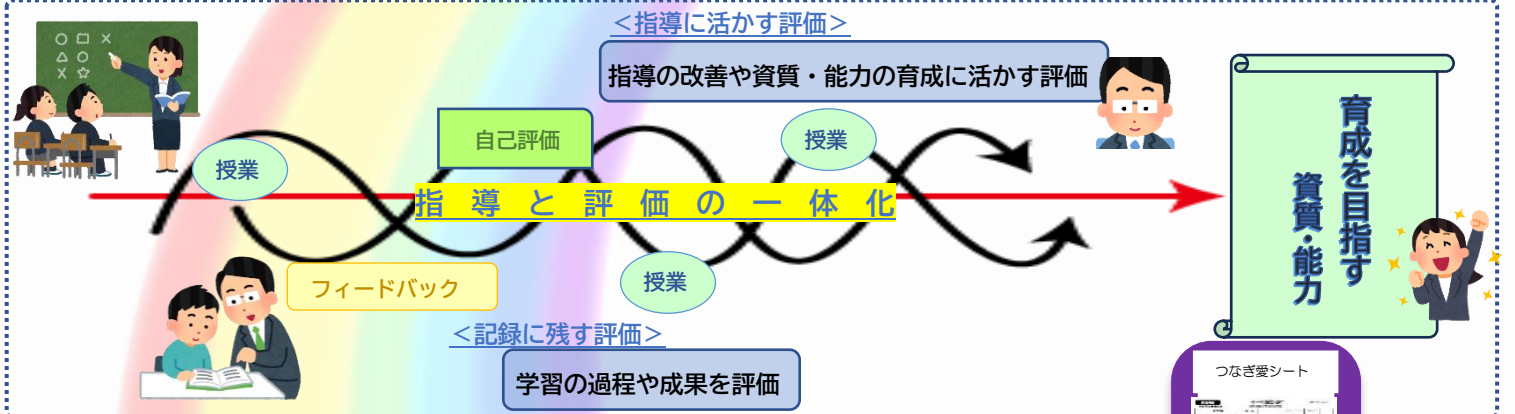 ＜指導に活かす評価＞
指導の改善や資質・能力の育成に活かす評価
自己評価
授業
授業
指導と評価の一体化
育成を目指す
資質・能力
フィードバック
授業
＜記録に残す評価＞
学習の過程や成果を評価
つなぎ愛シート